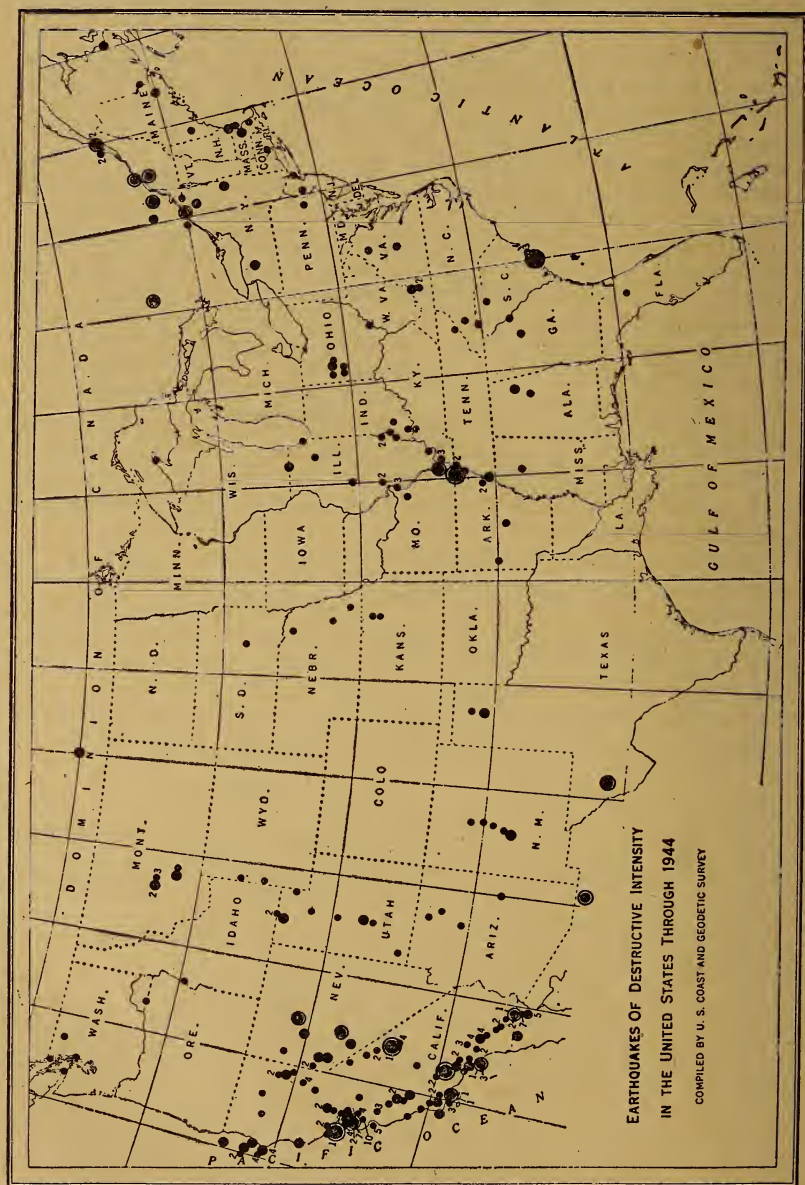 EARTHQUAKES OF DESTRUCTIVE INTENSITY
IN THE UNITED STATES THROUGH 1944
COMPILED BY U. S. COAST AND GEODETIC SURVEY
DOMINION OF CANADA
PACIFIC OCEAN
ATLANTIC OCEAN
GULF OF MEXICO
WASH.
ORE.
CALIF.
NEV.
IDAHO
MONT.
WYO.
UTAH
ARIZ.
COLO
N. M.
N. D.
S. D.
NEBR.
KANS.
OKLA.
TEXAS
MINN.
IOWA
MO.
ARK.
LA.
WIS.
ILL.
MICH.
IND.
OHIO
KY.
TENN.
MISS.
ALA.
GA.
FLA.
S. C.
N. C.
VA.
W. VA.
MD.
DEL.
N.J.
PENN.
N. Y.
CONN.
R.I.
MASS.
VT.
N.H.
MAINE